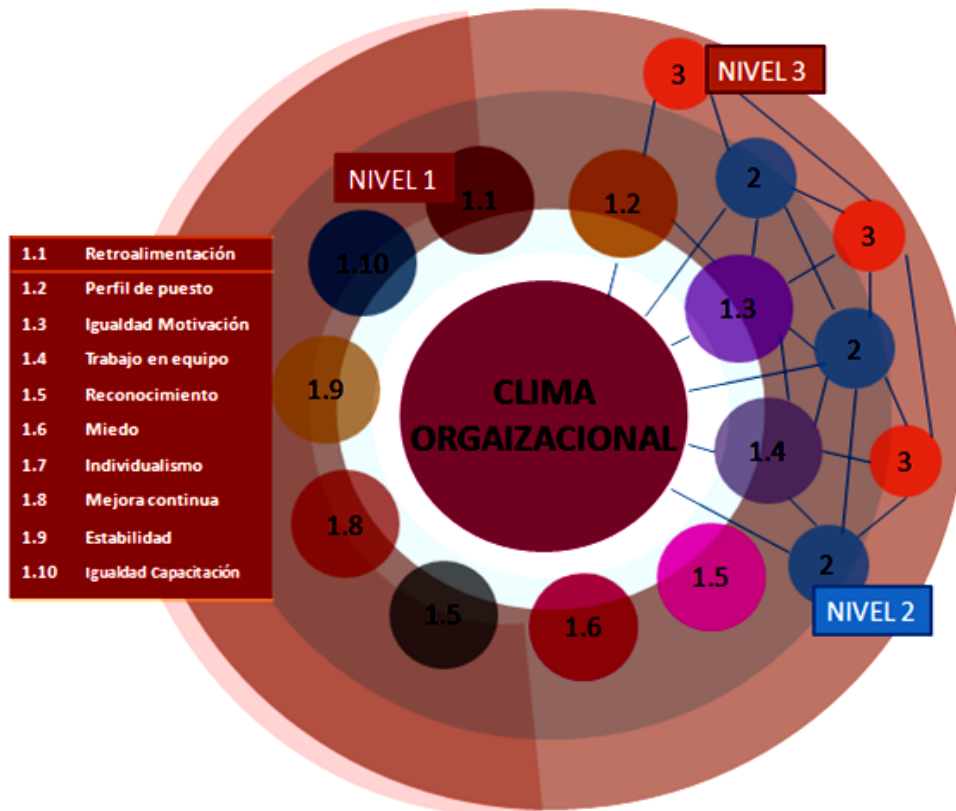 NIVEL 3
3
2
NIVEL 1
1.1
1.2
3
1.10
1.3
1.1 Retroalimentación
1.2 Perfil de puesto
1.3 Igualdad Motivación
1.4 Trabajo en equipo
1.5 Reconocimiento
1.6 Miedo
1.7 Individualismo
1.8 Mejora continua
1.9 Estabilidad
1.10 Igualdad Capacitación
2
1.9
CLIMA
ORGAIZACIONAL
1.4
3
1.8
2
1.5
1.5
1.6
NIVEL 2